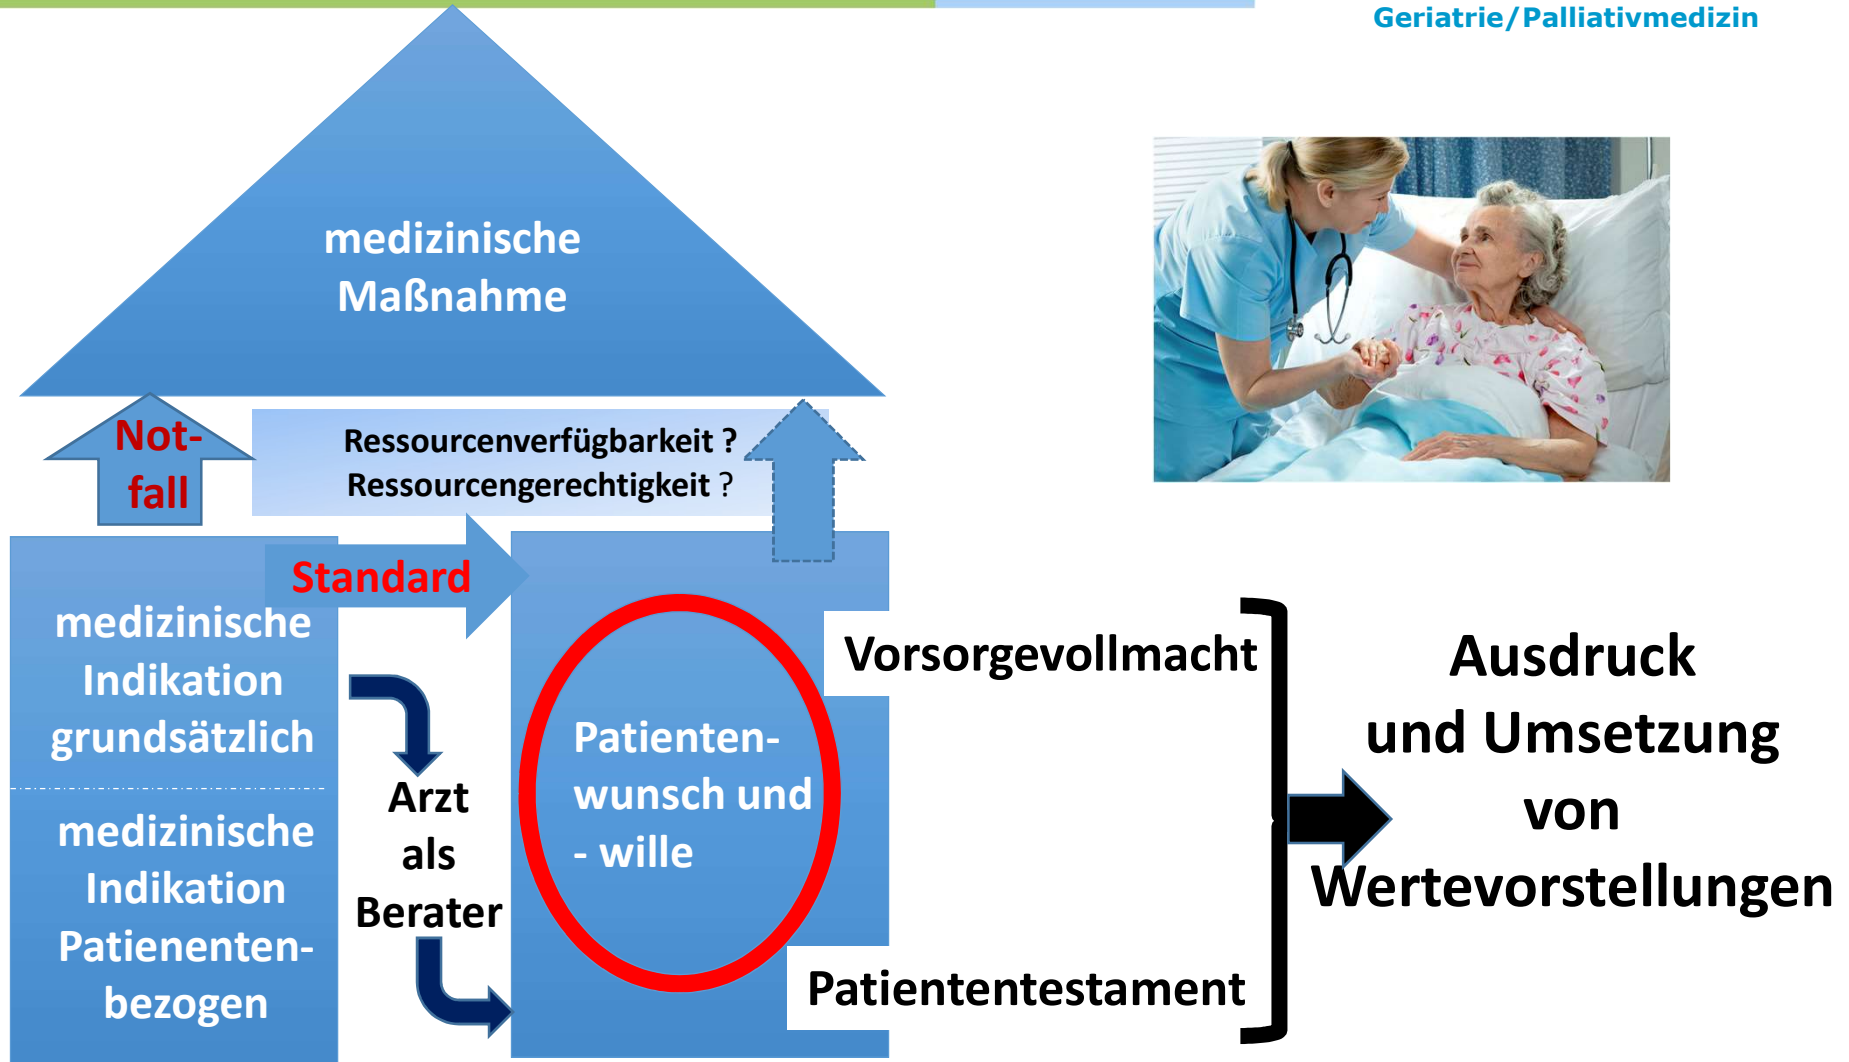 Geriatrie/Palliativmedizin
medizinische
Maßnahme
Not-
fall
Ressourcenverfügbarkeit ?
Ressourcengerechtigkeit ?
Standard
medizinische
Indikation
grundsätzlich
medizinische
Indikation
Patienenten-
bezogen
Arzt
als
Berater
Patienten-
wunsch und
- wille
Vorsorgevollmacht
Patiententestament
Ausdruck
und Umsetzung
von
Wertevorstellungen